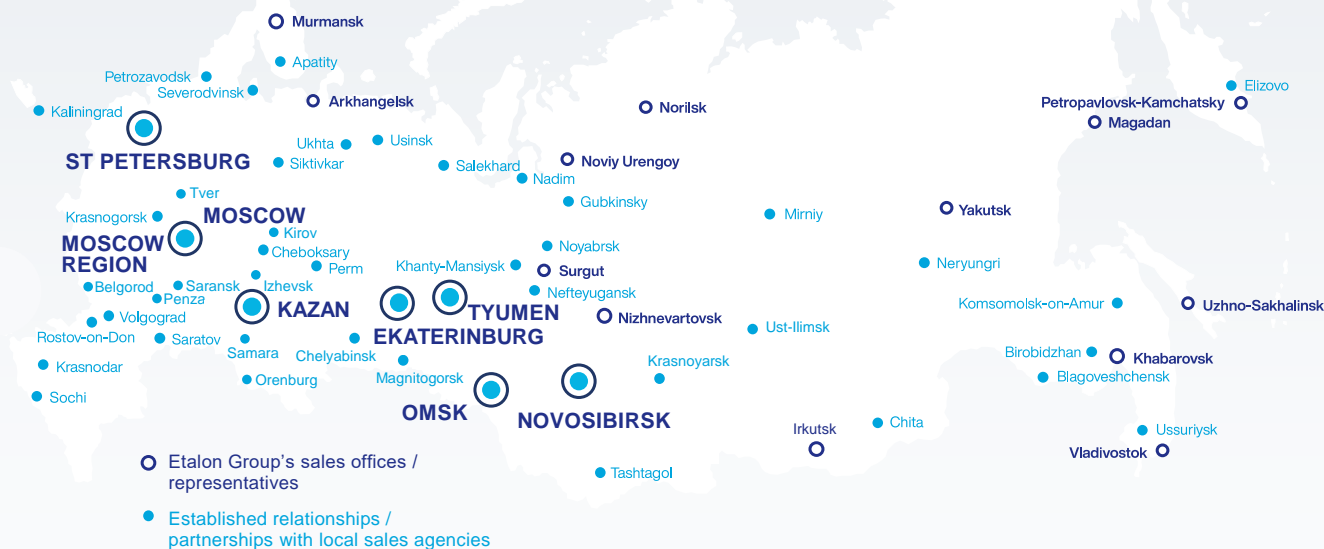 Murmansk
Apatity
Petrozavodsk
Severodvinsk
Elizovo
Kaliningrad
Arkhangelsk
Norilsk
Petropavlovsk-Kamchatsky
Magadan
Ukhta
Usinsk
ST PETERSBURG
Siktivkar
Salekhard
Noviy Urengoy
Nadim
Tver
Gubkinsky
Krasnogorsk
MOSCOW
Mirniy
Yakutsk
Kirov
MOSCOW
REGION
Cheboksary
Noyabrsk
Perm
Khanty-Mansiysk
Surgut
Neryungri
Belgorod
Saransk
Izhevsk
Nefteyugansk
Penza
KAZAN
TYUMEN
Komsomolsk-on-Amur
Uzhno-Sakhalinsk
Volgograd
Nizhnevartovsk
Rostov-on-Don
Saratov
EKATERINBURG
Ust-Ilimsk
Samara
Chelyabinsk
Birobidzhan
Khabarovsk
Krasnodar
Krasnoyarsk
Orenburg
Magnitogorsk
Blagoveshchensk
Sochi
OMSK
NOVOSIBIRSK
Irkutsk
Chita
Ussuriysk
Vladivostok
Tashtagol
Etalon Group's sales offices /
representatives
Established relationships /
partnerships with local sales agencies